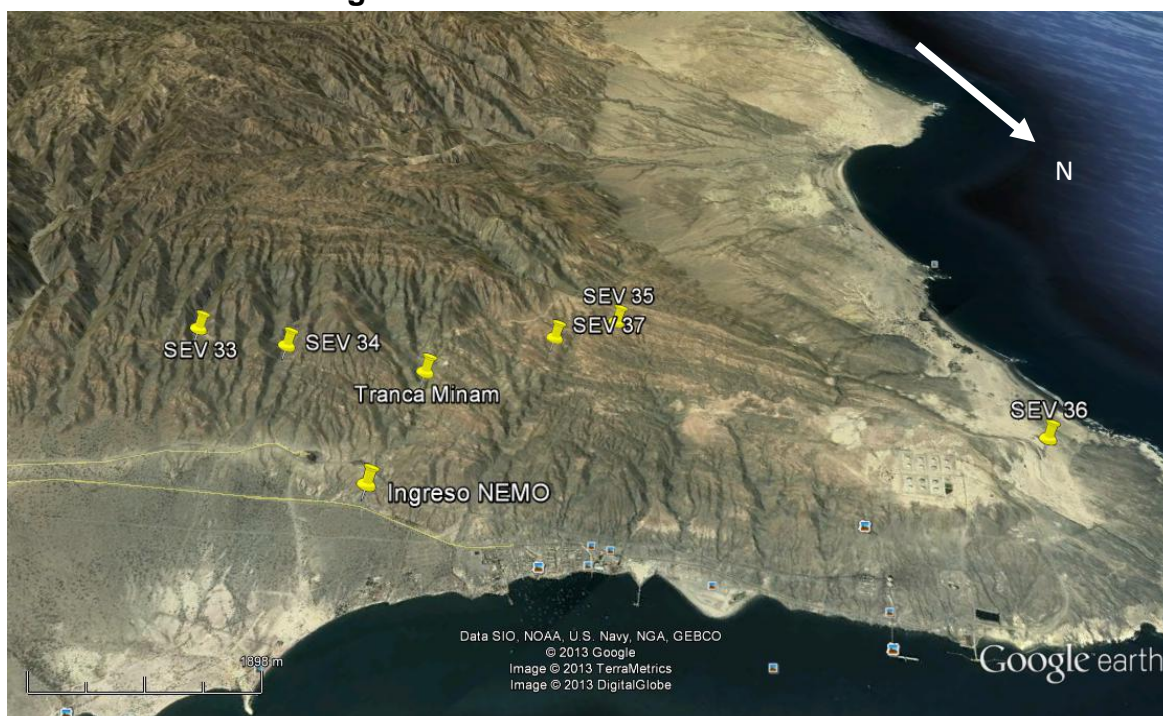 N
SEV 35
SEV 37
SEV 33
SEV 34
Tranca Minam
SEV 36
Ingreso NEMO
Data SIO, NOAA, U.S. Navy, NGA, GEBCO
© 2013 Google
Image © 2013 TerraMetrics
Image © 2013 DigitalGlobe
1898 m
Google earth